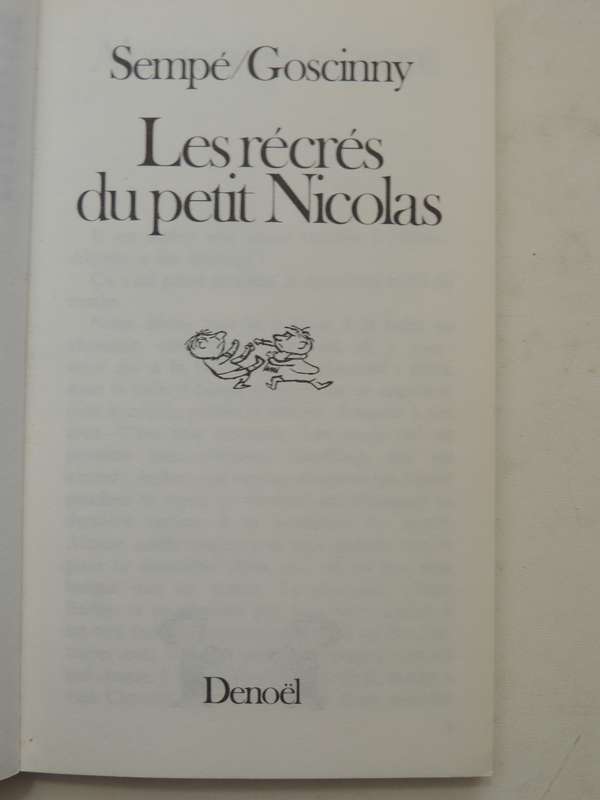 Sempé/Goscinny
Les récrés
du petit Nicolas
Denoël